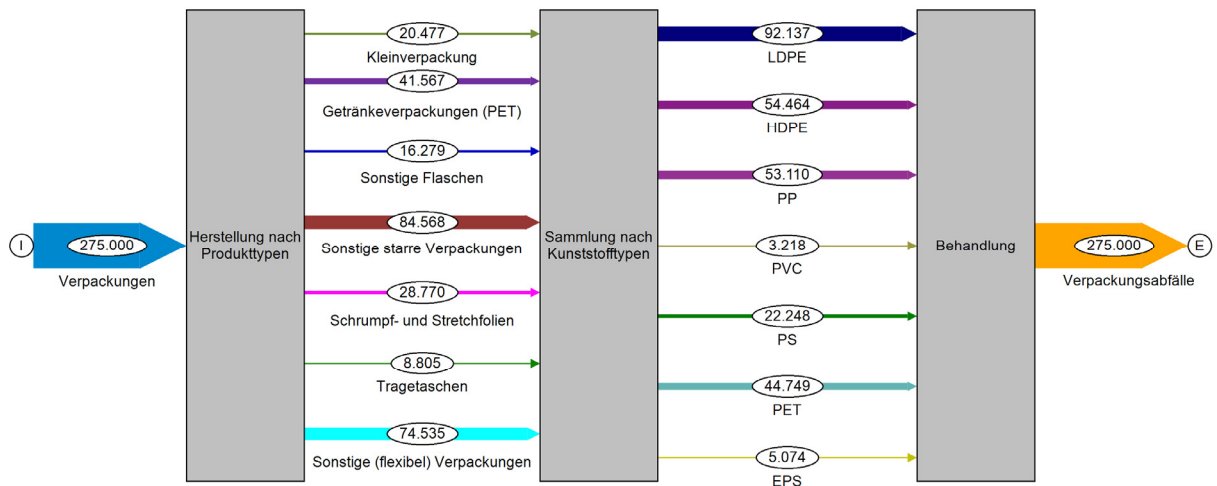 I
275.000
Verpackungen
Herstellung nach
Produkttypen
20.477
Kleinverpackung
41.567
Getränkeverpackungen (PET)
16.279
Sonstige Flaschen
84.568
Sonstige starre Verpackungen
28.770
Schrumpf- und Stretchfolien
8.805
Tragetaschen
74.535
Sonstige (flexibel) Verpackungen
Sammlung nach
Kunststofftypen
92.137
LDPE
54.464
HDPE
53.110
PP
3.218
PVC
22.248
PS
44.749
PET
5.074
EPS
Behandlung
275.000
Verpackungsabfälle
E